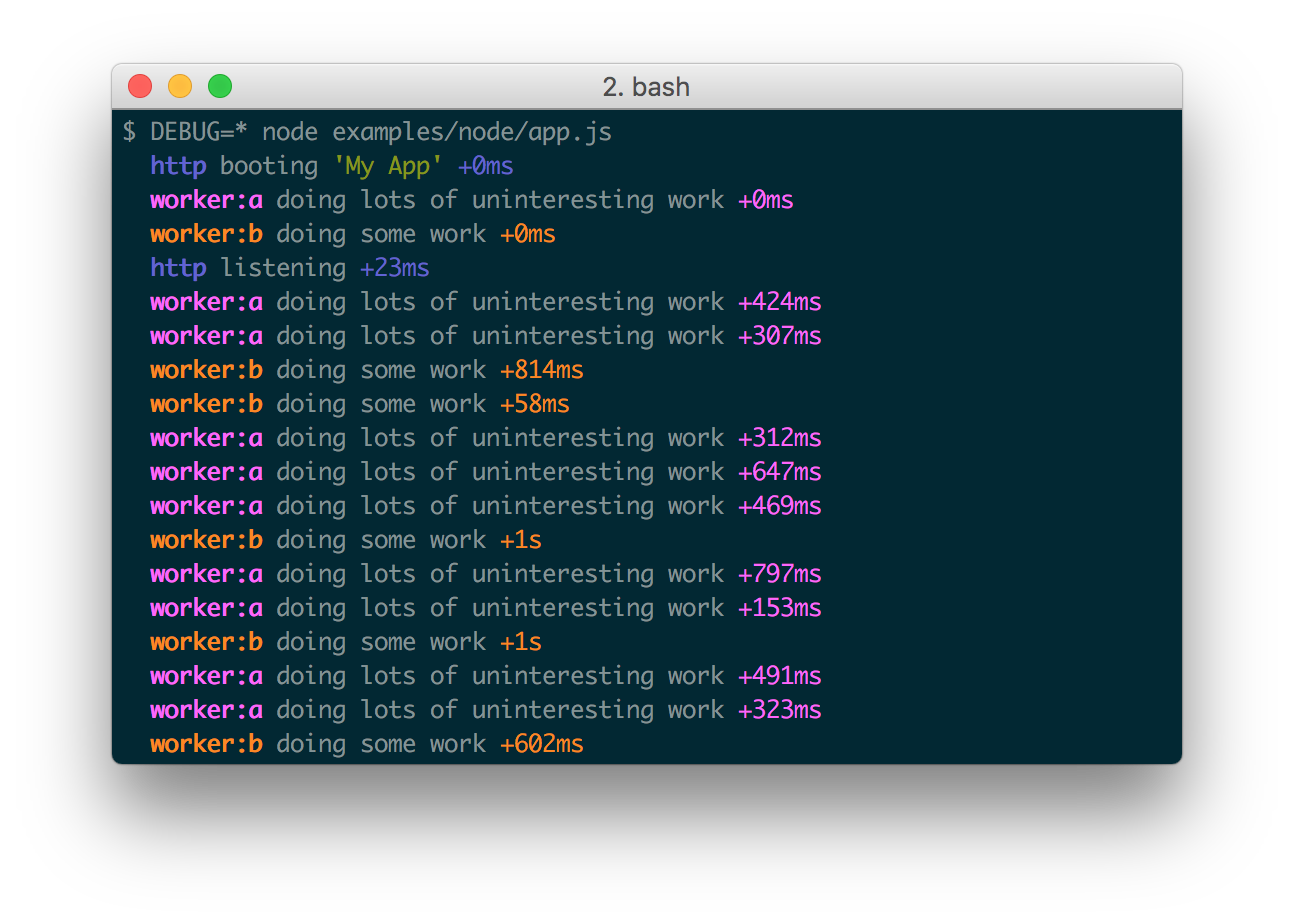 2. bash
$ DEBUG=* node examples/node/app.js
http booting 'My App' +0ms
worker:a doing lots of uninteresting work +0ms
worker:b doing some work +0ms
http listening +23ms
worker:a doing lots of uninteresting work +424ms
worker:a doing lots of uninteresting work +307ms
worker:b doing some work +814ms
worker:b doing some work +58ms
worker:a doing lots of uninteresting work +312ms
worker:a doing lots of uninteresting work +647ms
worker:a doing lots of uninteresting work +469ms
worker:b doing some work +1s
worker:a doing lots of uninteresting work +797ms
worker:a doing lots of uninteresting work +153ms
worker:b doing some work +1s
worker:a doing lots of uninteresting work +491ms
worker:a doing lots of uninteresting work +323ms
worker:b doing some work +602ms